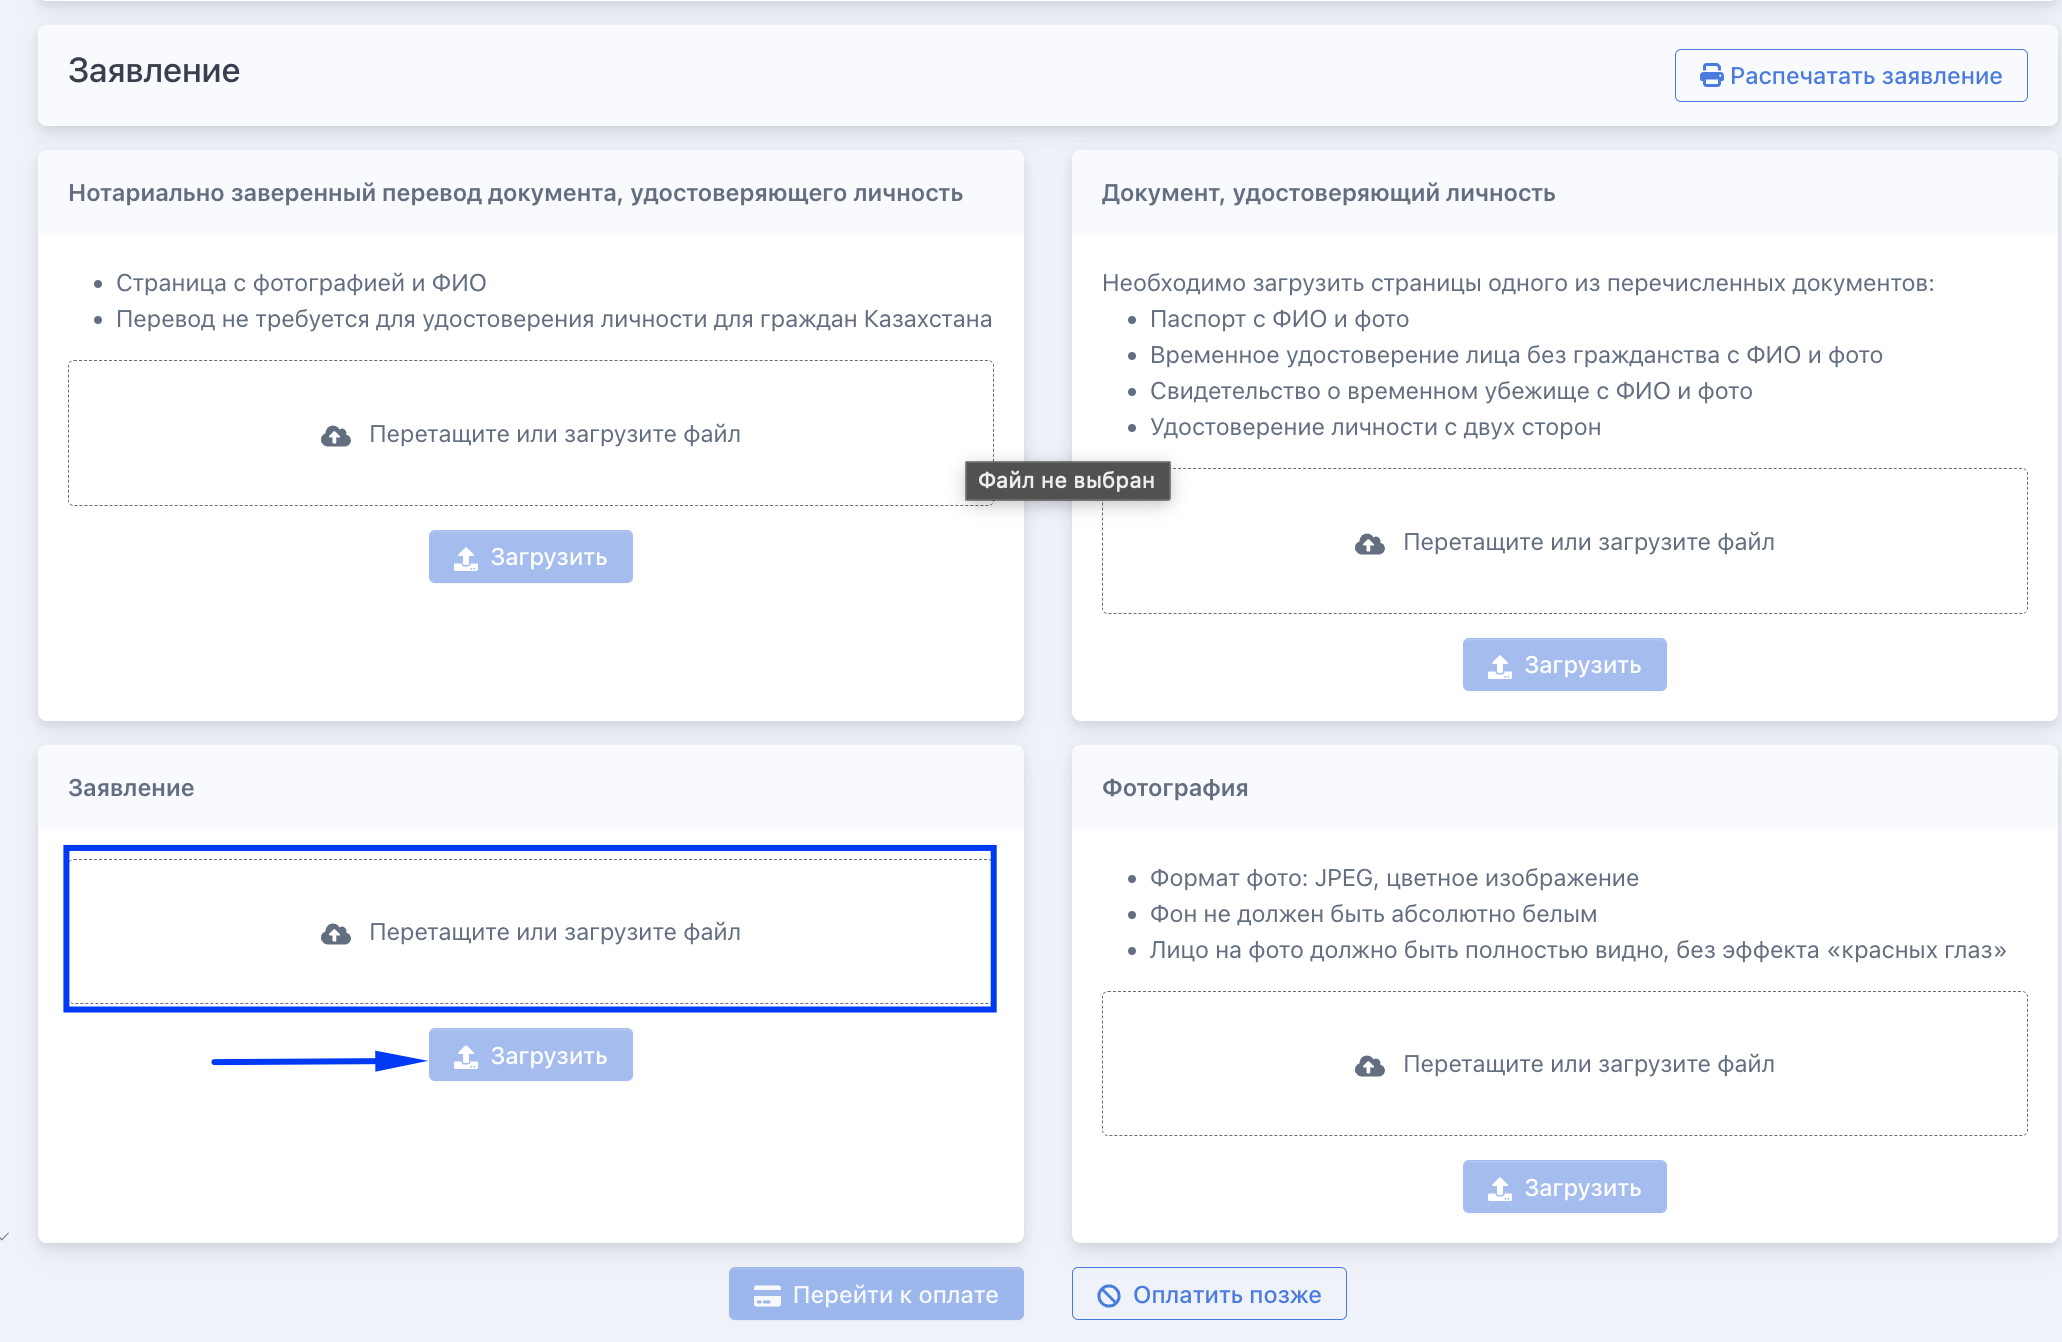 Заявление
Распечатать заявление
Нотариально заверенный перевод документа, удостоверяющего личность
Страница с фотографией и ФИО
Перевод не требуется для удостоверения личности для граждан Казахстана
Перетащите или загрузите файл
Загрузить
Документ, удостоверяющий личность
Необходимо загрузить страницы одного из перечисленных документов:
Паспорт с ФИО и фото
Временное удостоверение лица без гражданства с ФИО и фото
Свидетельство о временном убежище с ФИО и фото
Удостоверение личности с двух сторон
Файл не выбран
Перетащите или загрузите файл
Загрузить
Заявление
Перетащите или загрузите файл
Загрузить
Фотография
Формат фото: JPEG, цветное изображение
Фон не должен быть абсолютно белым
Лицо на фото должно быть полностью видно, без эффекта «красных глаз»
Перетащите или загрузите файл
Загрузить
Перейти к оплате
Оплатить позже